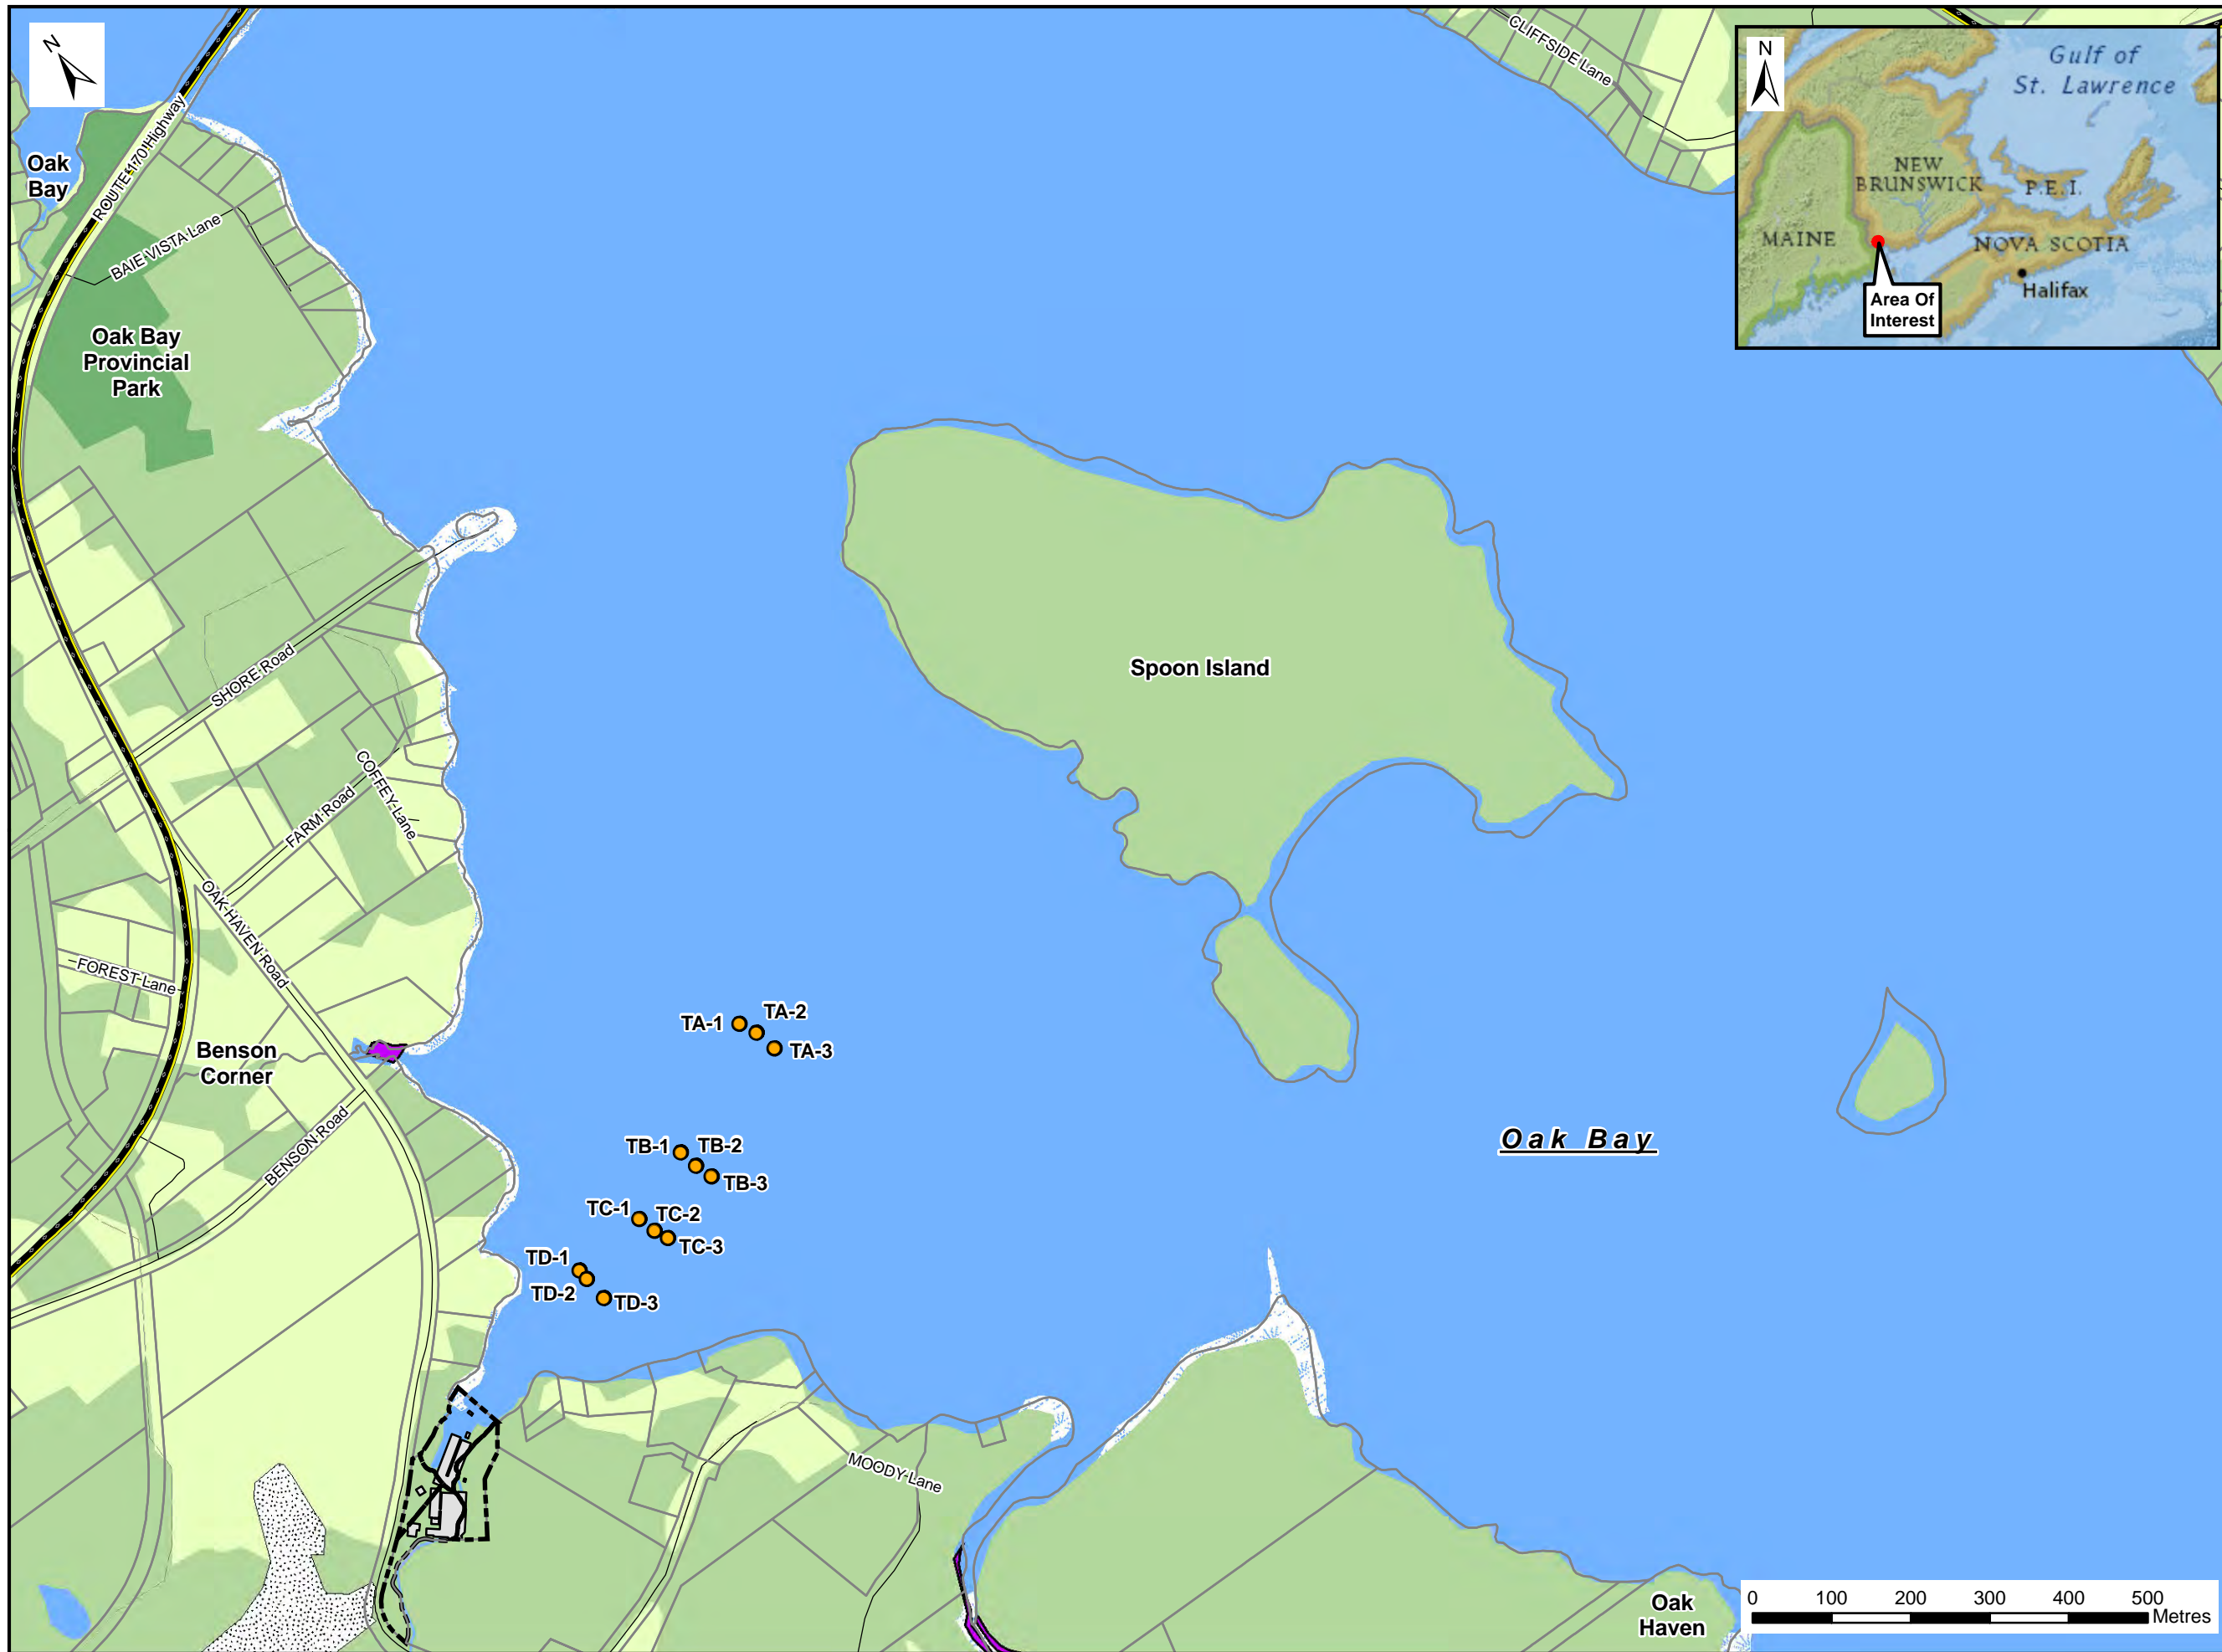 N
CLIFFSIDE Lane
N
Gulf of
St. Lawrence
NEW
BRUNSWICK
P.E.I.
MAINE
NOVA SCOTIA
Halifax
Area Of
Interest
Oak
Bay
ROUTE 170 Highway
BAIE VISTA Lane
Oak Bay
Provincial
Park
SHORE Road
Spoon Island
COFFEY Lane
FARM Road
OAK HAVEN Road
FOREST Lane
TA-1
TA-2
TA-3
Benson
Corner
BENSON Road
TB-1
TB-2
TB-3
Oak Bay
TC-1
TC-2
TC-3
TD-1
TD-2
TD-3
MOODY Lane
Oak
Haven
0 100 200 300 400 500
Metres